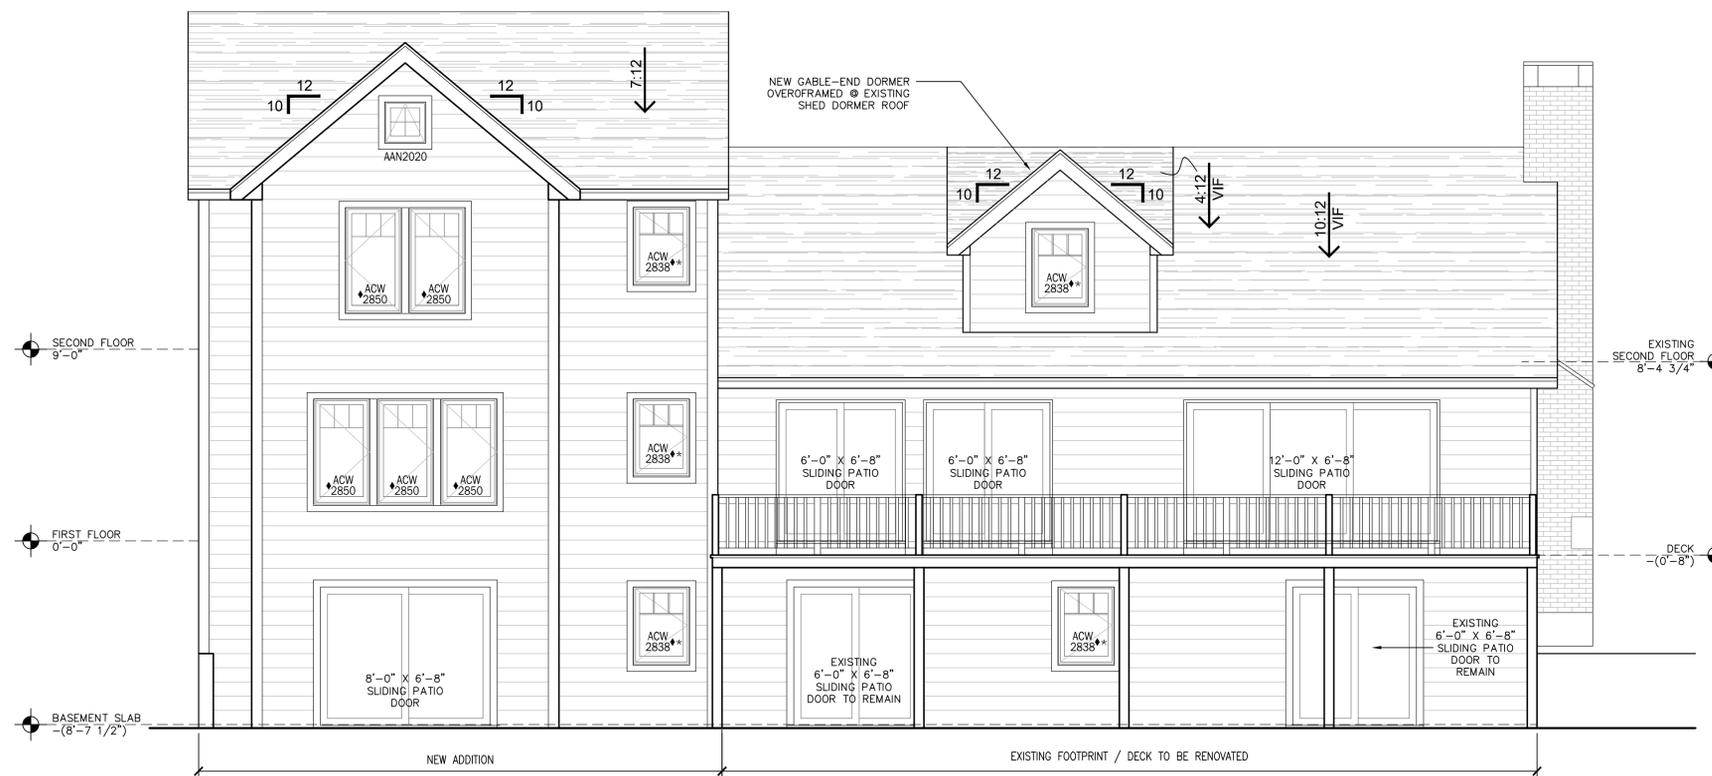 7:12
12
10
12
10
AAN2020
NEW GABLE-END DORMER
OVEROFRAMED @ EXISTING
SHED DORMER ROOF
12
10
12
10
4:12
VIF
10:12
VIF
ACW
2850
ACW
2850
ACW
2838♦*
ACW
2838♦*
SECOND FLOOR
9'-0"
EXISTING
SECOND FLOOR
8'-4 3/4"
ACW
2850
ACW
2850
ACW
2850
ACW
2838♦*
6'-0" X 6'-8"
SLIDING PATIO
DOOR
6'-0" X 6'-8"
SLIDING PATIO
DOOR
12'-0" X 6'-8"
SLIDING PATIO
DOOR
FIRST FLOOR
0'-0"
DECK
-(0'-8")
8'-0" X 6'-8"
SLIDING PATIO
DOOR
ACW
2838♦*
EXISTING
6'-0" X 6'-8"
SLIDING PATIO
DOOR TO REMAIN
ACW
2838♦*
EXISTING
6'-0" X 6'-8"
SLIDING PATIO
DOOR TO
REMAIN
BASEMENT SLAB
-(8'-7 1/2")
NEW ADDITION
EXISTING FOOTPRINT / DECK TO BE RENOVATED